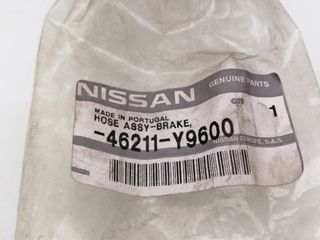 NISSAN GENUINE PARTS
MADE IN PORTUGAL
HOSE ASSY-BRAKE,
1
-46211-Y9600
NISSAN EUROPE, S.A.S.